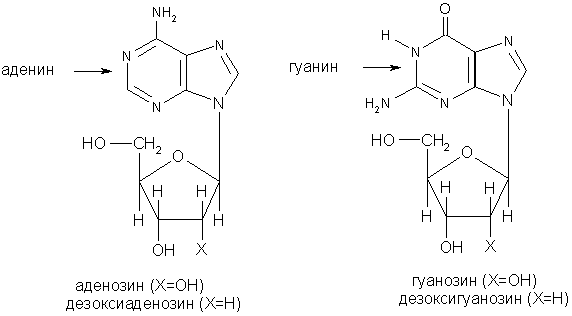 NH2
N
N
N
N
аденин
HO—CH2
O
H
H
H
H
OH
X
аденозин (X=OH)
дезоксиаденозин (X=H)
O
H
N
N
гуанин
H2N
N
N
HO—CH2
O
H
H
H
H
OH
X
гуанозин (X=OH)
дезоксигуанозин (X=H)